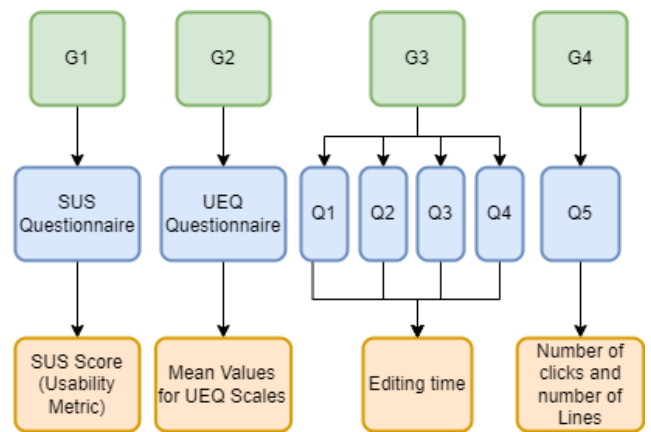 G1
G2
G3
G4
SUS
Questionnaire
UEQ
Questionnaire
Q1
Q2
Q3
Q4
Q5
SUS Score
(Usability
Metric)
Mean Values
for UEQ Scales
Editing time
Number of
clicks and
number of
Lines